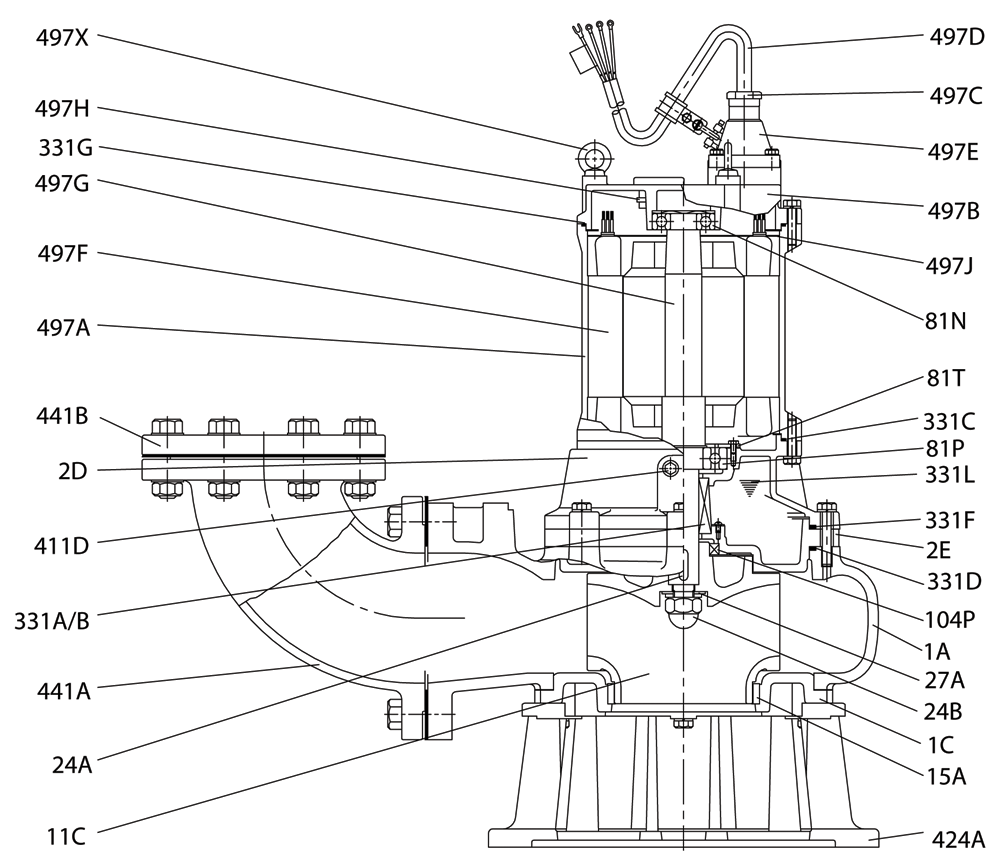 497X
497H
331G
497G
497F
497A
441B
2D
411D
331A/B
441A
24A
11C
497D
497C
497E
497B
497J
81N
81T
331C
81P
331L
331F
2E
331D
104P
1A
27A
24B
1C
15A
424A